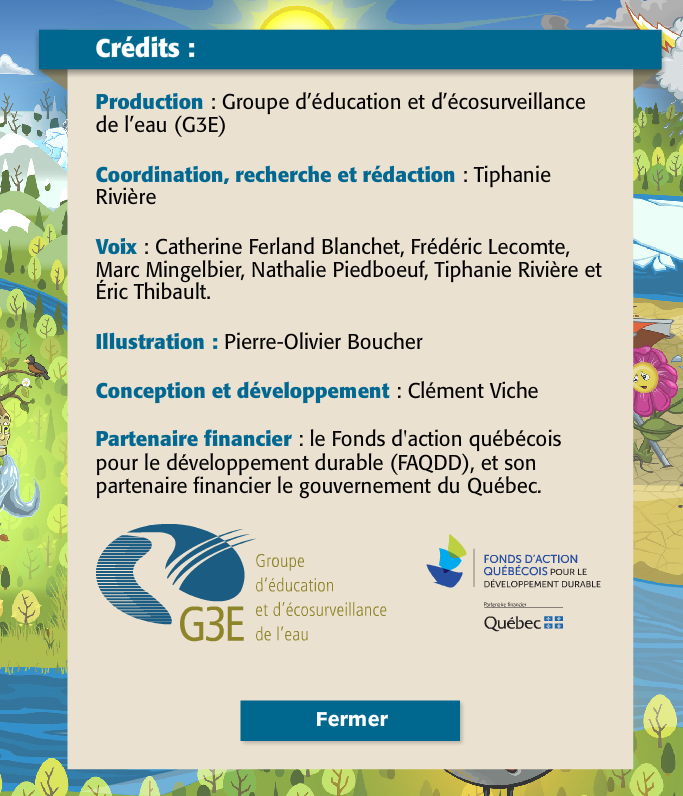 Crédits :
Production : Groupe d’éducation et d’écosurveillance
de l’eau (G3E)
Coordination, recherche et rédaction : Tiphanie
Rivière
Voix : Catherine Ferland Blanchet, Frédéric Lecomte,
Marc Mingelbier, Nathalie Piedboeuf, Tiphanie Rivière et
Éric Thibault.
Illustration : Pierre-Olivier Boucher
Conception et développement : Clément Viche
Partenaire financier : le Fonds d'action québécois
pour le développement durable (FAQDD), et son
partenaire financier le gouvernement du Québec.
G3E
Groupe
d’éducation
et d’écosurveillance
de l’eau
FONDS D’ACTION
QUÉBÉCOIS POUR LE
DÉVELOPPEMENT DURABLE
Partenaire financier
Québec
Fermer